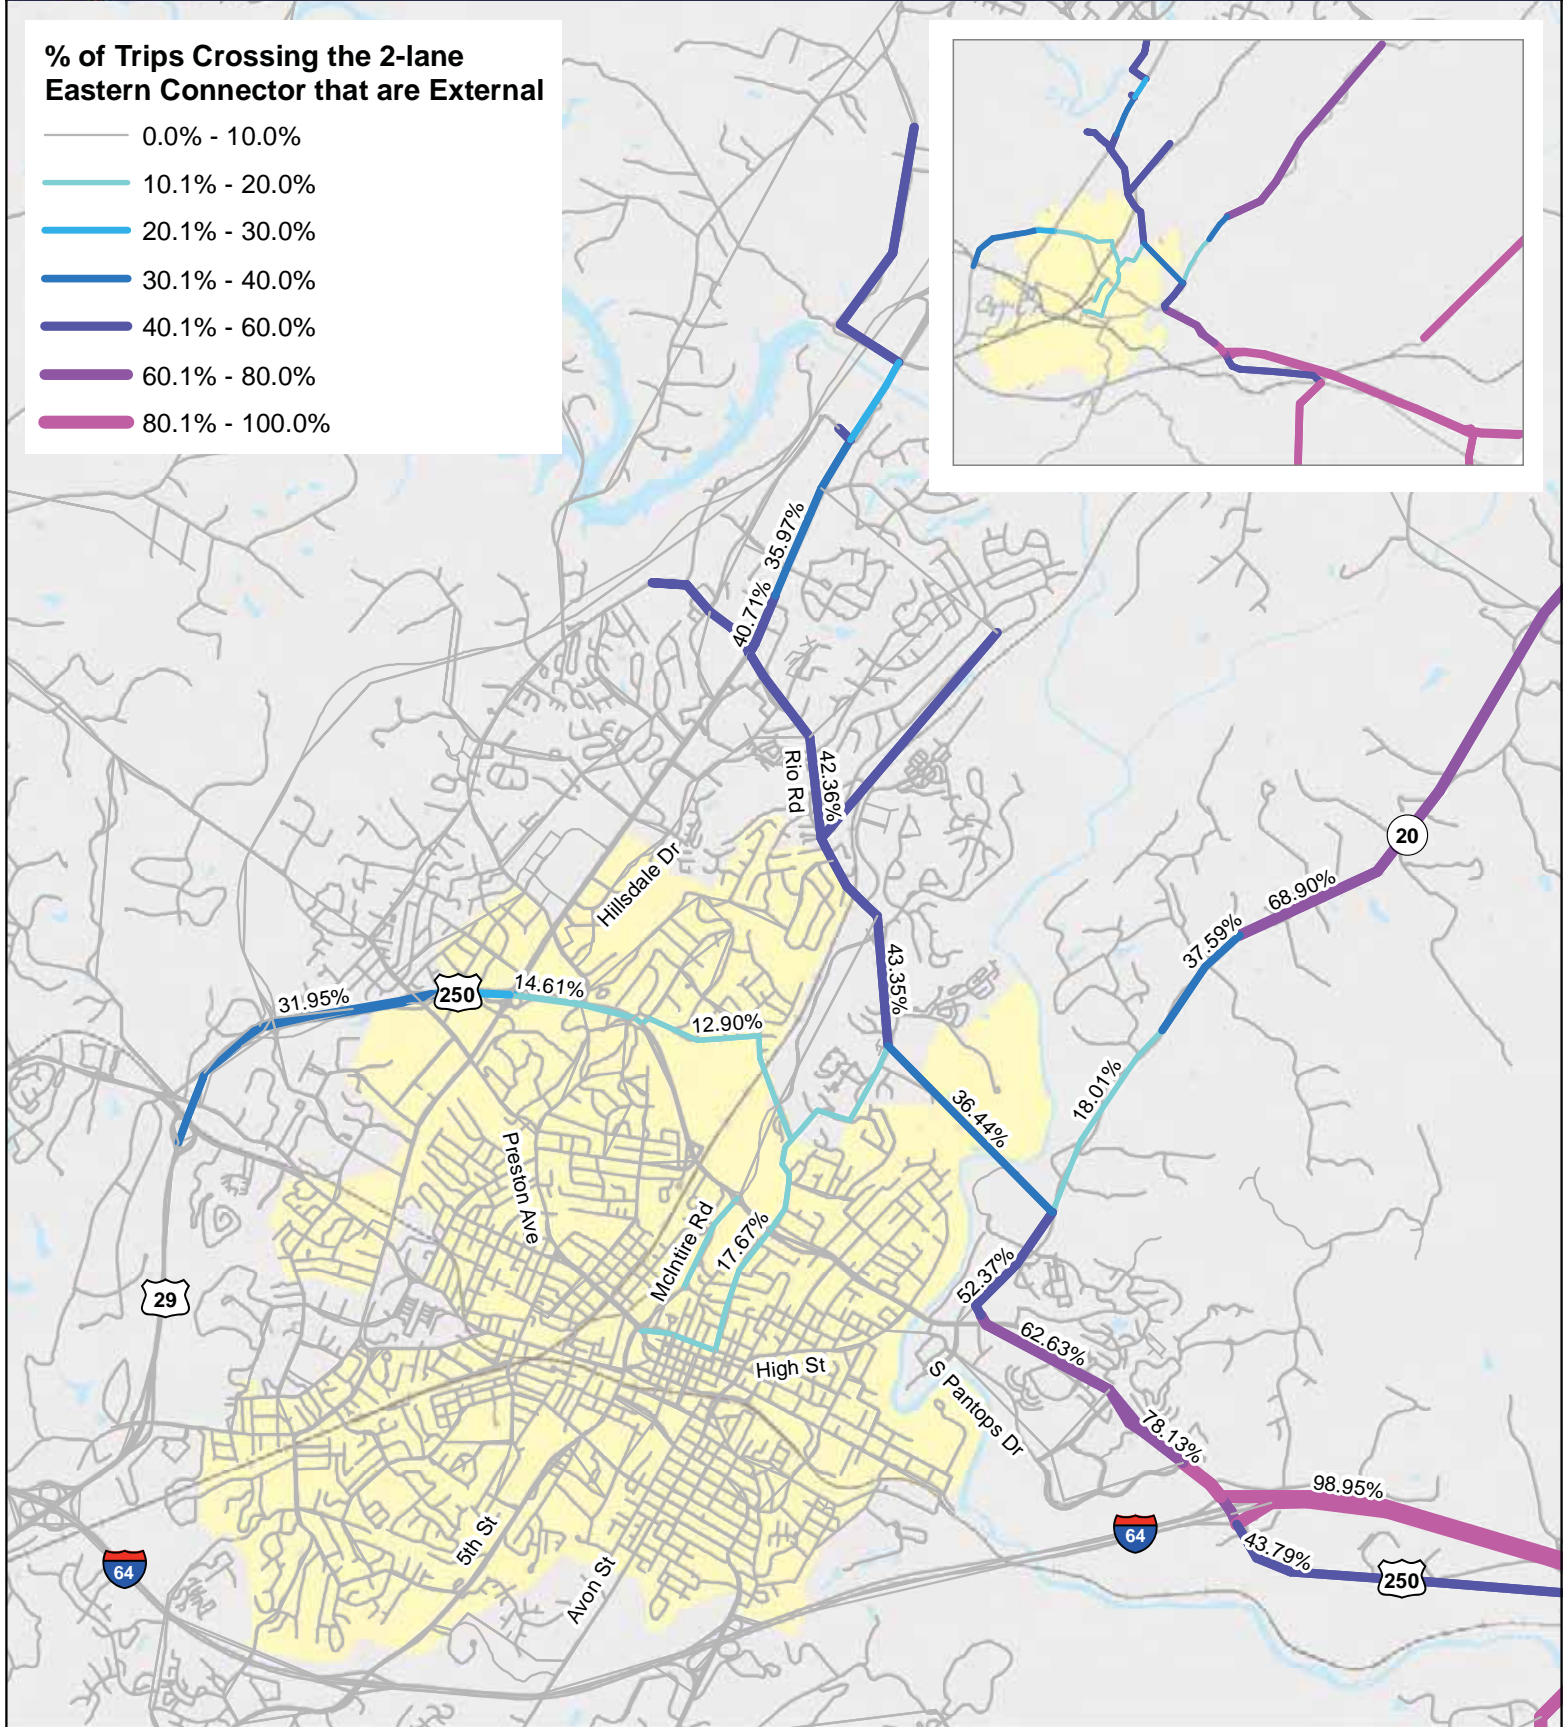 % of Trips Crossing the 2-lane
Eastern Connector that are External
0.0% - 10.0%
10.1% - 20.0%
20.1% - 30.0%
30.1% - 40.0%
40.1% - 60.0%
60.1% - 80.0%
80.1% - 100.0%
35.97%
40.71%
Rio Rd
42.36%
20
Hillsdale Dr
68.90%
37.59%
43.35%
31.95%
250
14.61%
12.90%
18.01%
36.44%
Preston Ave
McIntire Rd
17.67%
52.37%
29
62.63%
High St
S Pantops Dr
78.13%
98.95%
64
43.79%
250
5th St
64
Avon St